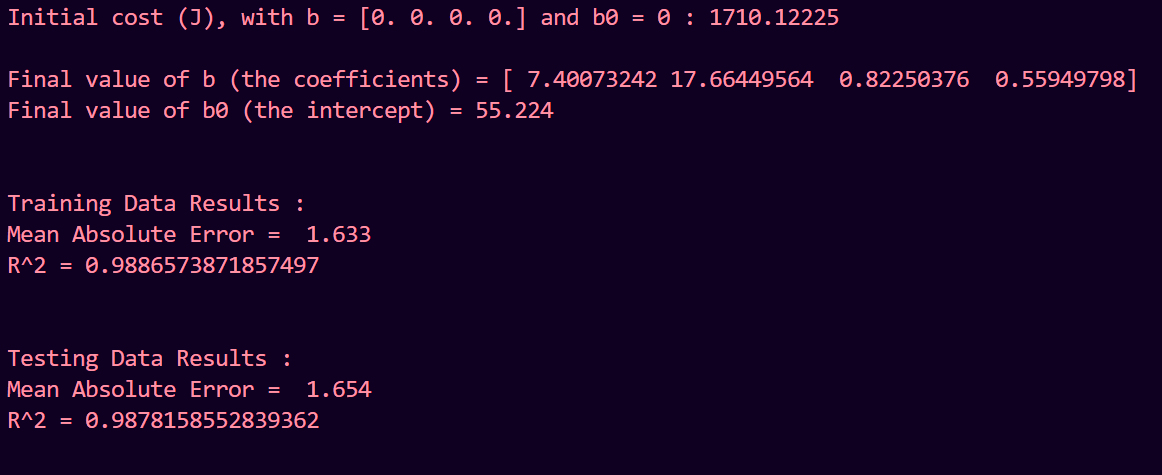 Initial cost (J), with b = [0. 0. 0. 0.] and b0 = 0 : 1710.12225
Final value of b (the coefficients) = [ 7.40073242 17.66449564  0.82250376  0.55949798]
Final value of b0 (the intercept) = 55.224
Training Data Results :
Mean Absolute Error =  1.633
R^2 = 0.9886573871857497
Testing Data Results :
Mean Absolute Error =  1.654
R^2 = 0.9878158552839362